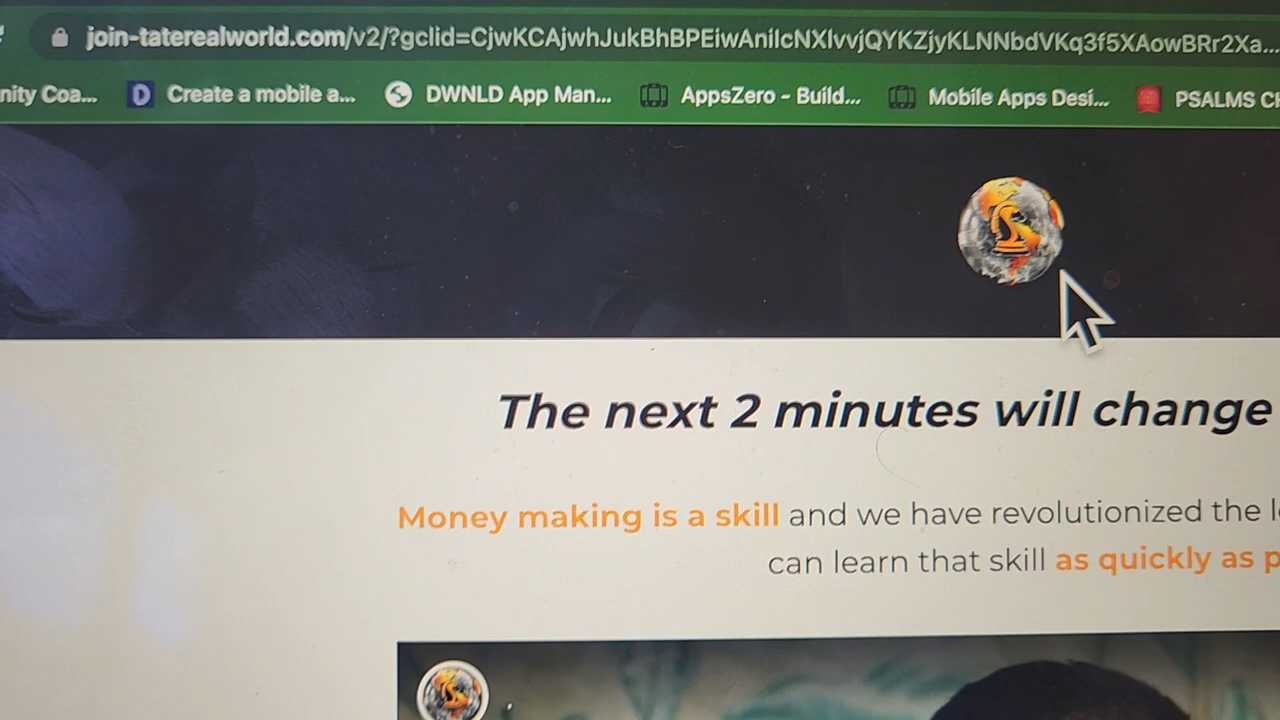 join-taterealworld.com/v2/?gclid=
nity Coa... Create a mobile a... DWNLD App Man... AppsZero - Build... Mobile Apps Desi... PSALMS
The next 2 minutes will change
Money making is a skill and we have revolutionized the
can learn that skill as quickly as